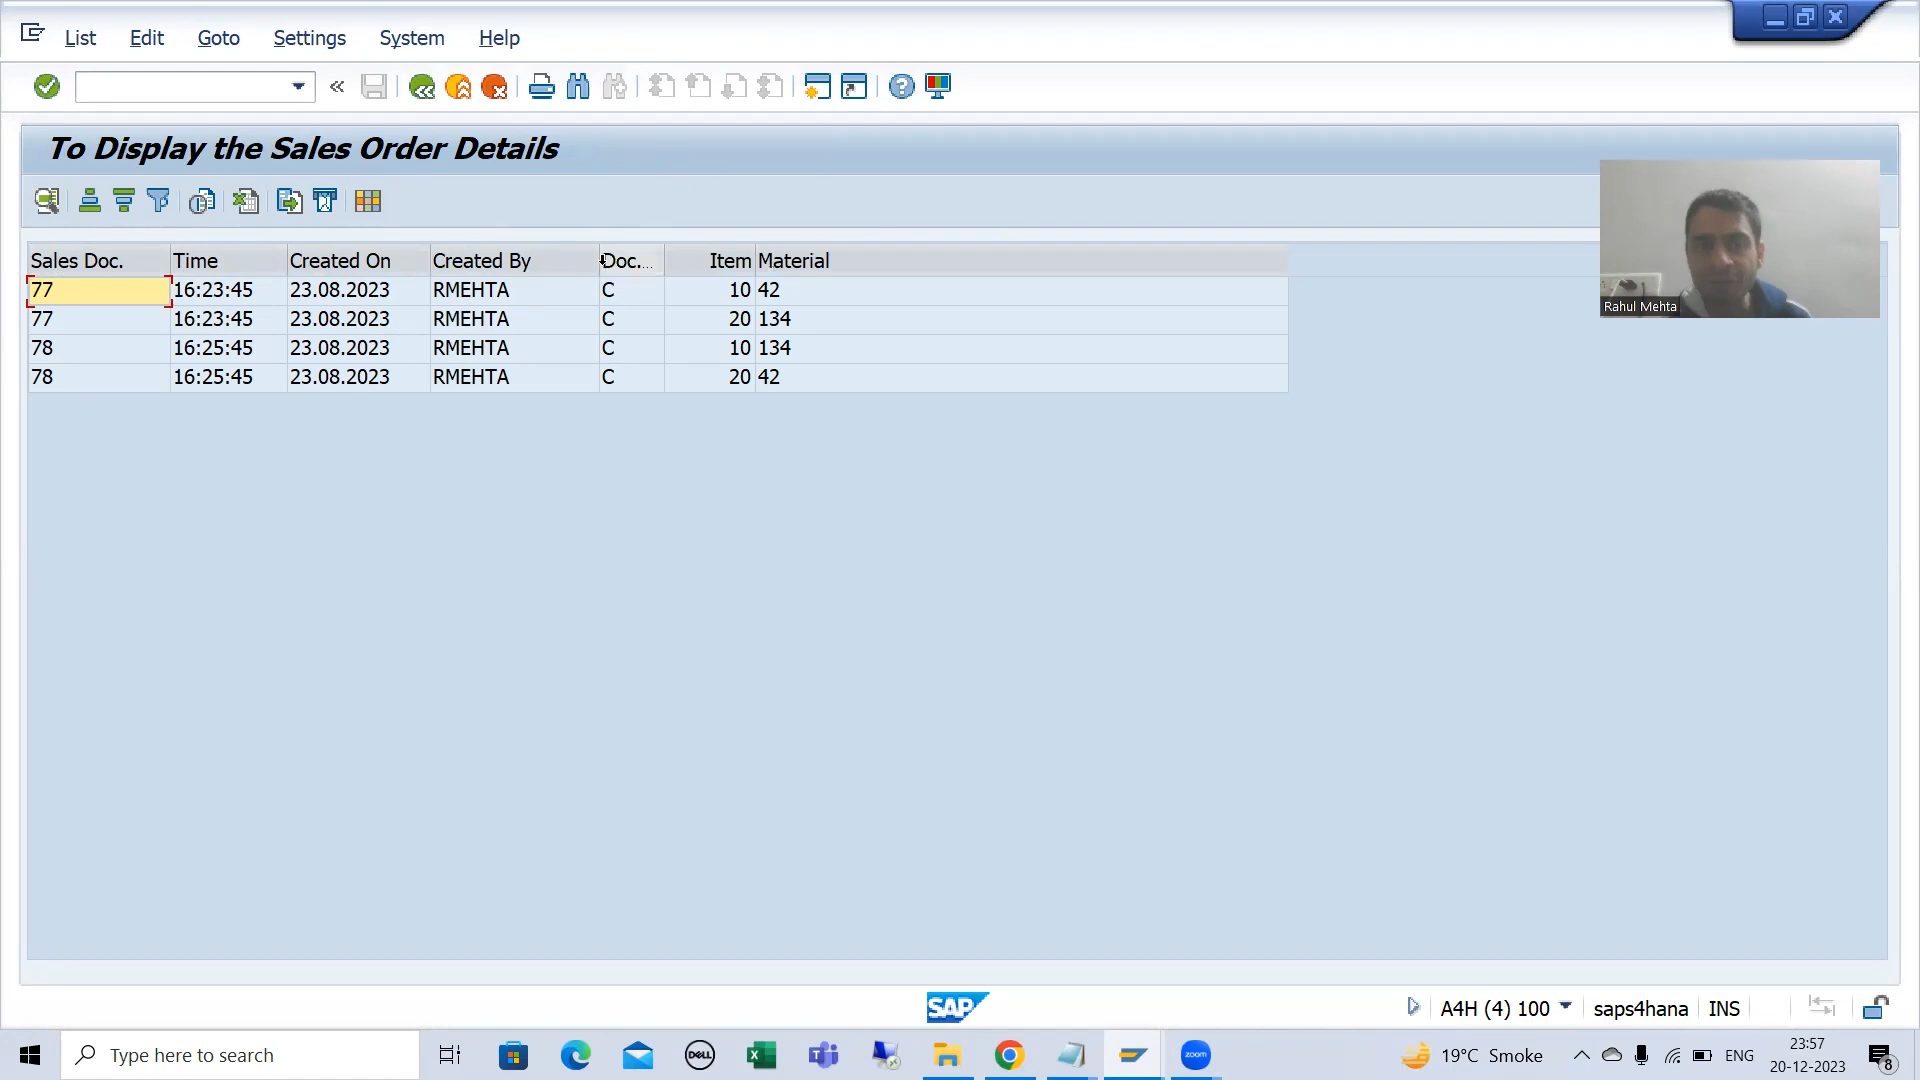 List Edit Goto Settings System Help
To Display the Sales Order Details
Sales Doc. Time Created On Created By Doc.... Item Material
77 16:23:45 23.08.2023 RMEHTA C 10 42
77 16:23:45 23.08.2023 RMEHTA C 20 134
78 16:25:45 23.08.2023 RMEHTA C 10 134
78 16:25:45 23.08.2023 RMEHTA C 20 42
Rahul Mehta
SAP
A4H (4) 100 saps4hana INS
Type here to search
DELL
zoom
19°C Smoke
ENG
23:57
20-12-2023
8